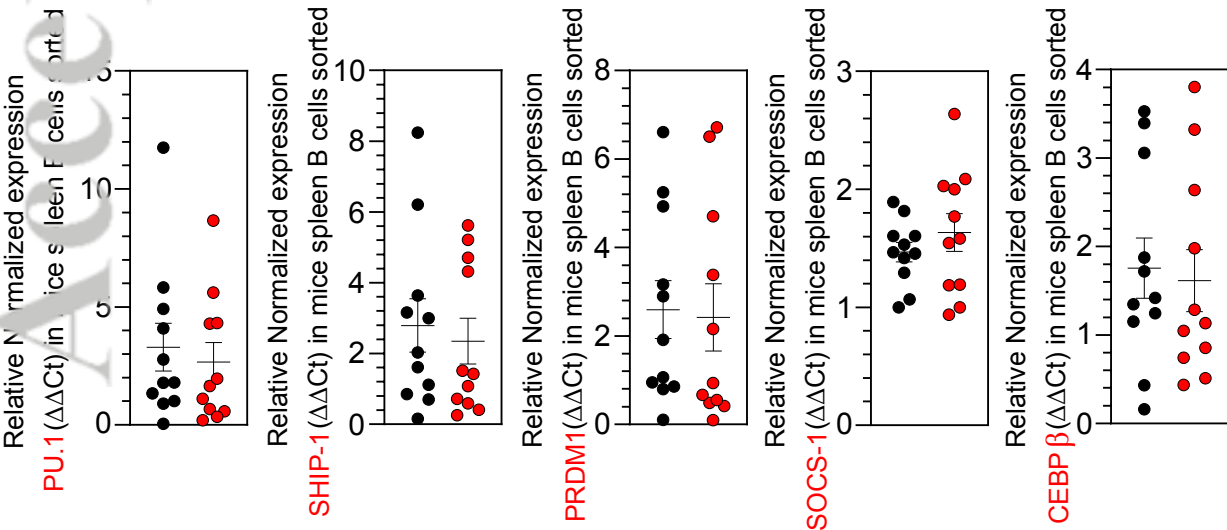 Acce
Relative Normalized expression
PU.1(ΔΔCt) in mice spleen B cells sorted
15
10
5
0
Relative Normalized expression
SHIP-1(ΔΔCt) in mice spleen B cells sorted
10
8
6
4
2
0
Relative Normalized expression
PRDM1(ΔΔCt) in mice spleen B cells sorted
8
6
4
2
0
Relative Normalized expression
SOCS-1(ΔΔCt) in mice spleen B cells sorted
3
2
1
0
Relative Normalized expression
CEBP β(ΔΔCt) in mice spleen B cells sorted
4
3
2
1
0